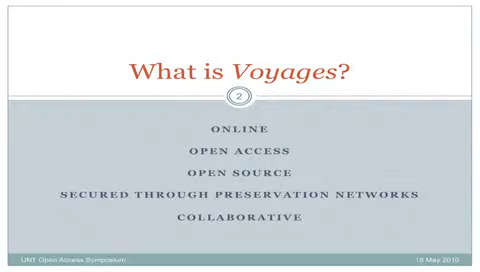 What is Voyages?
2
ONLINE
OPEN ACCESS
OPEN SOURCE
SECURED THROUGH PRESERVATION NETWORKS
COLLABORATIVE
UNT Open Access Symposium
18 May 2010